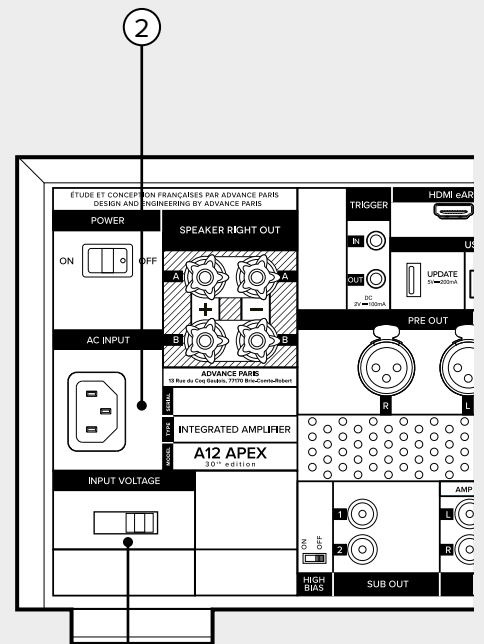 2
ÉTUDE ET CONCEPTION FRANÇAISES PAR ADVANCE PARIS
DESIGN AND ENGINEERING BY ADVANCE PARIS
POWER
ON
OFF
SPEAKER RIGHT OUT
A
A
+
−
B
B
ADVANCE PARIS
13 Rue du Coq Gaulois, 77170 Brie-Comte-Robert
AC INPUT
SERIAL
TYPE
INTEGRATED AMPLIFIER
MODEL
A12 APEX
30th edition
INPUT VOLTAGE
TRIGGER
IN
OUT
DC
2V⎓100mA
HDMI eAR
US
UPDATE
5V⎓200mA
PRE OUT
R
L
ON
OFF
HIGH
BIAS
1
2
SUB OUT
AMP
L
R